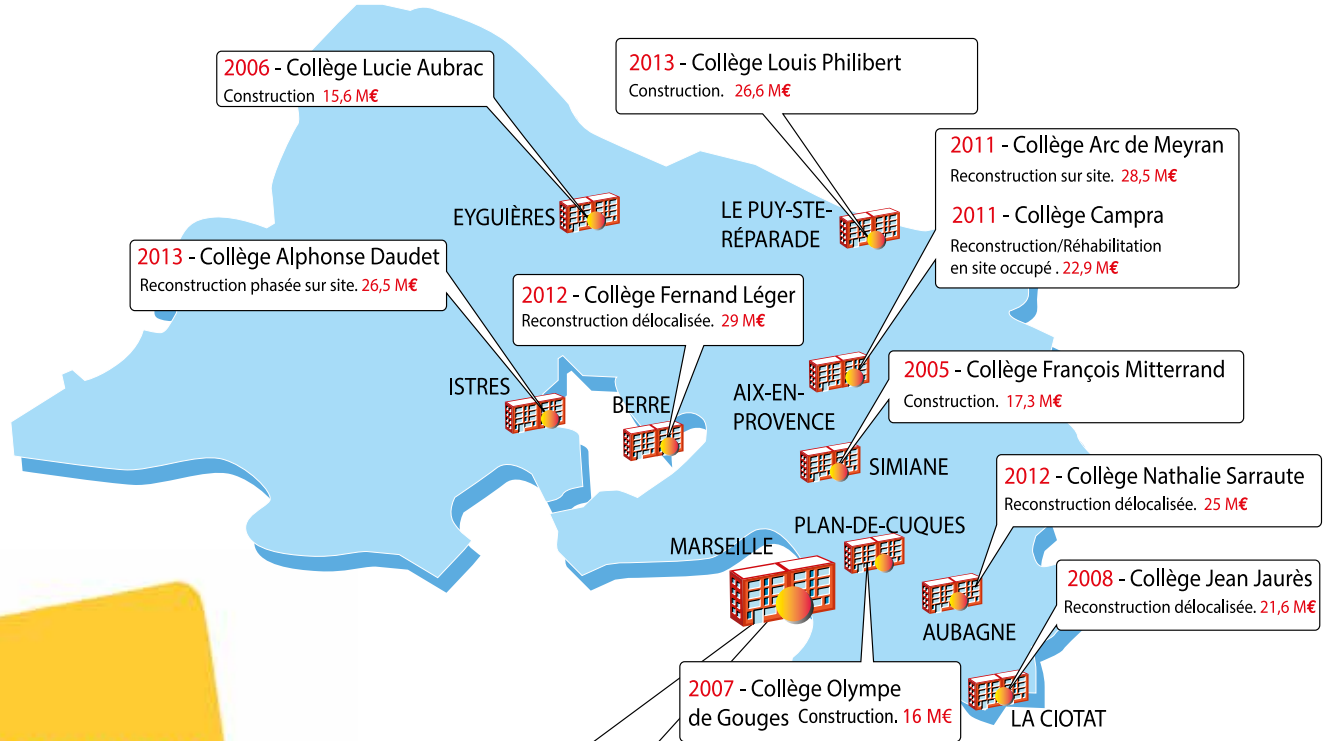 2006 - Collège Lucie Aubrac
Construction 15,6 M€
2013 - Collège Louis Philibert
Construction. 26,6 M€
2011 - Collège Arc de Meyran
Reconstruction sur site. 28,5 M€
2011 - Collège Campra
Reconstruction/Réhabilitation
en site occupé . 22,9 M€
EYGUIÈRES
LE PUY-STE-
RÉPARADE
2013 - Collège Alphonse Daudet
Reconstruction phasée sur site. 26,5 M€
2012 - Collège Fernand Léger
Reconstruction délocalisée. 29 M€
ISTRES
BERRE
AIX-EN-
PROVENCE
2005 - Collège François Mitterrand
Construction. 17,3 M€
SIMIANE
2012 - Collège Nathalie Sarraute
Reconstruction délocalisée. 25 M€
PLAN-DE-CUQUES
MARSEILLE
2008 - Collège Jean Jaurès
Reconstruction délocalisée. 21,6 M€
AUBAGNE
2007 - Collège Olympe
de Gouges Construction. 16 M€
LA CIOTAT